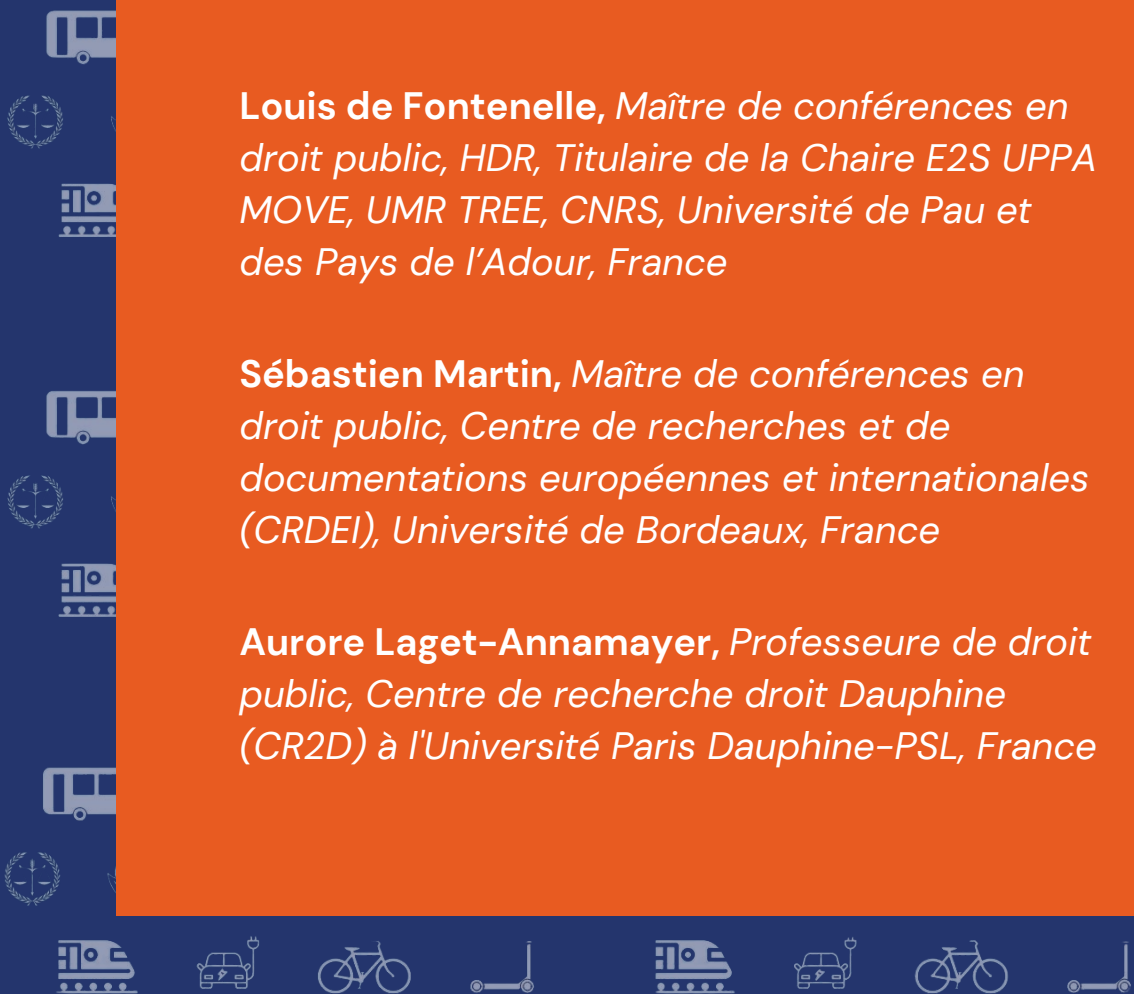 Louis de Fontenelle, Maître de conférences en
droit public, HDR, Titulaire de la Chaire E2S UPPA
MOVE, UMR TREE, CNRS, Université de Pau et
des Pays de l’Adour, France
Sébastien Martin, Maître de conférences en
droit public, Centre de recherches et de
documentations européennes et internationales
(CRDEI), Université de Bordeaux, France
Aurore Laget-Annamayer, Professeure de droit
public, Centre de recherche droit Dauphine
(CR2D) à l'Université Paris Dauphine-PSL, France